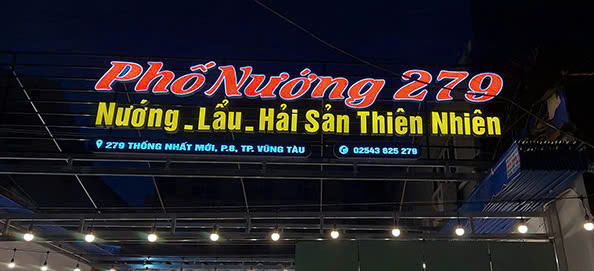 Phố Nướng 279
Nướng - Lẩu - Hải Sản Thiên Nhiên
279 THỐNG NHẤT MỚI, P.8, TP. VŨNG TÀU
02543 625 279